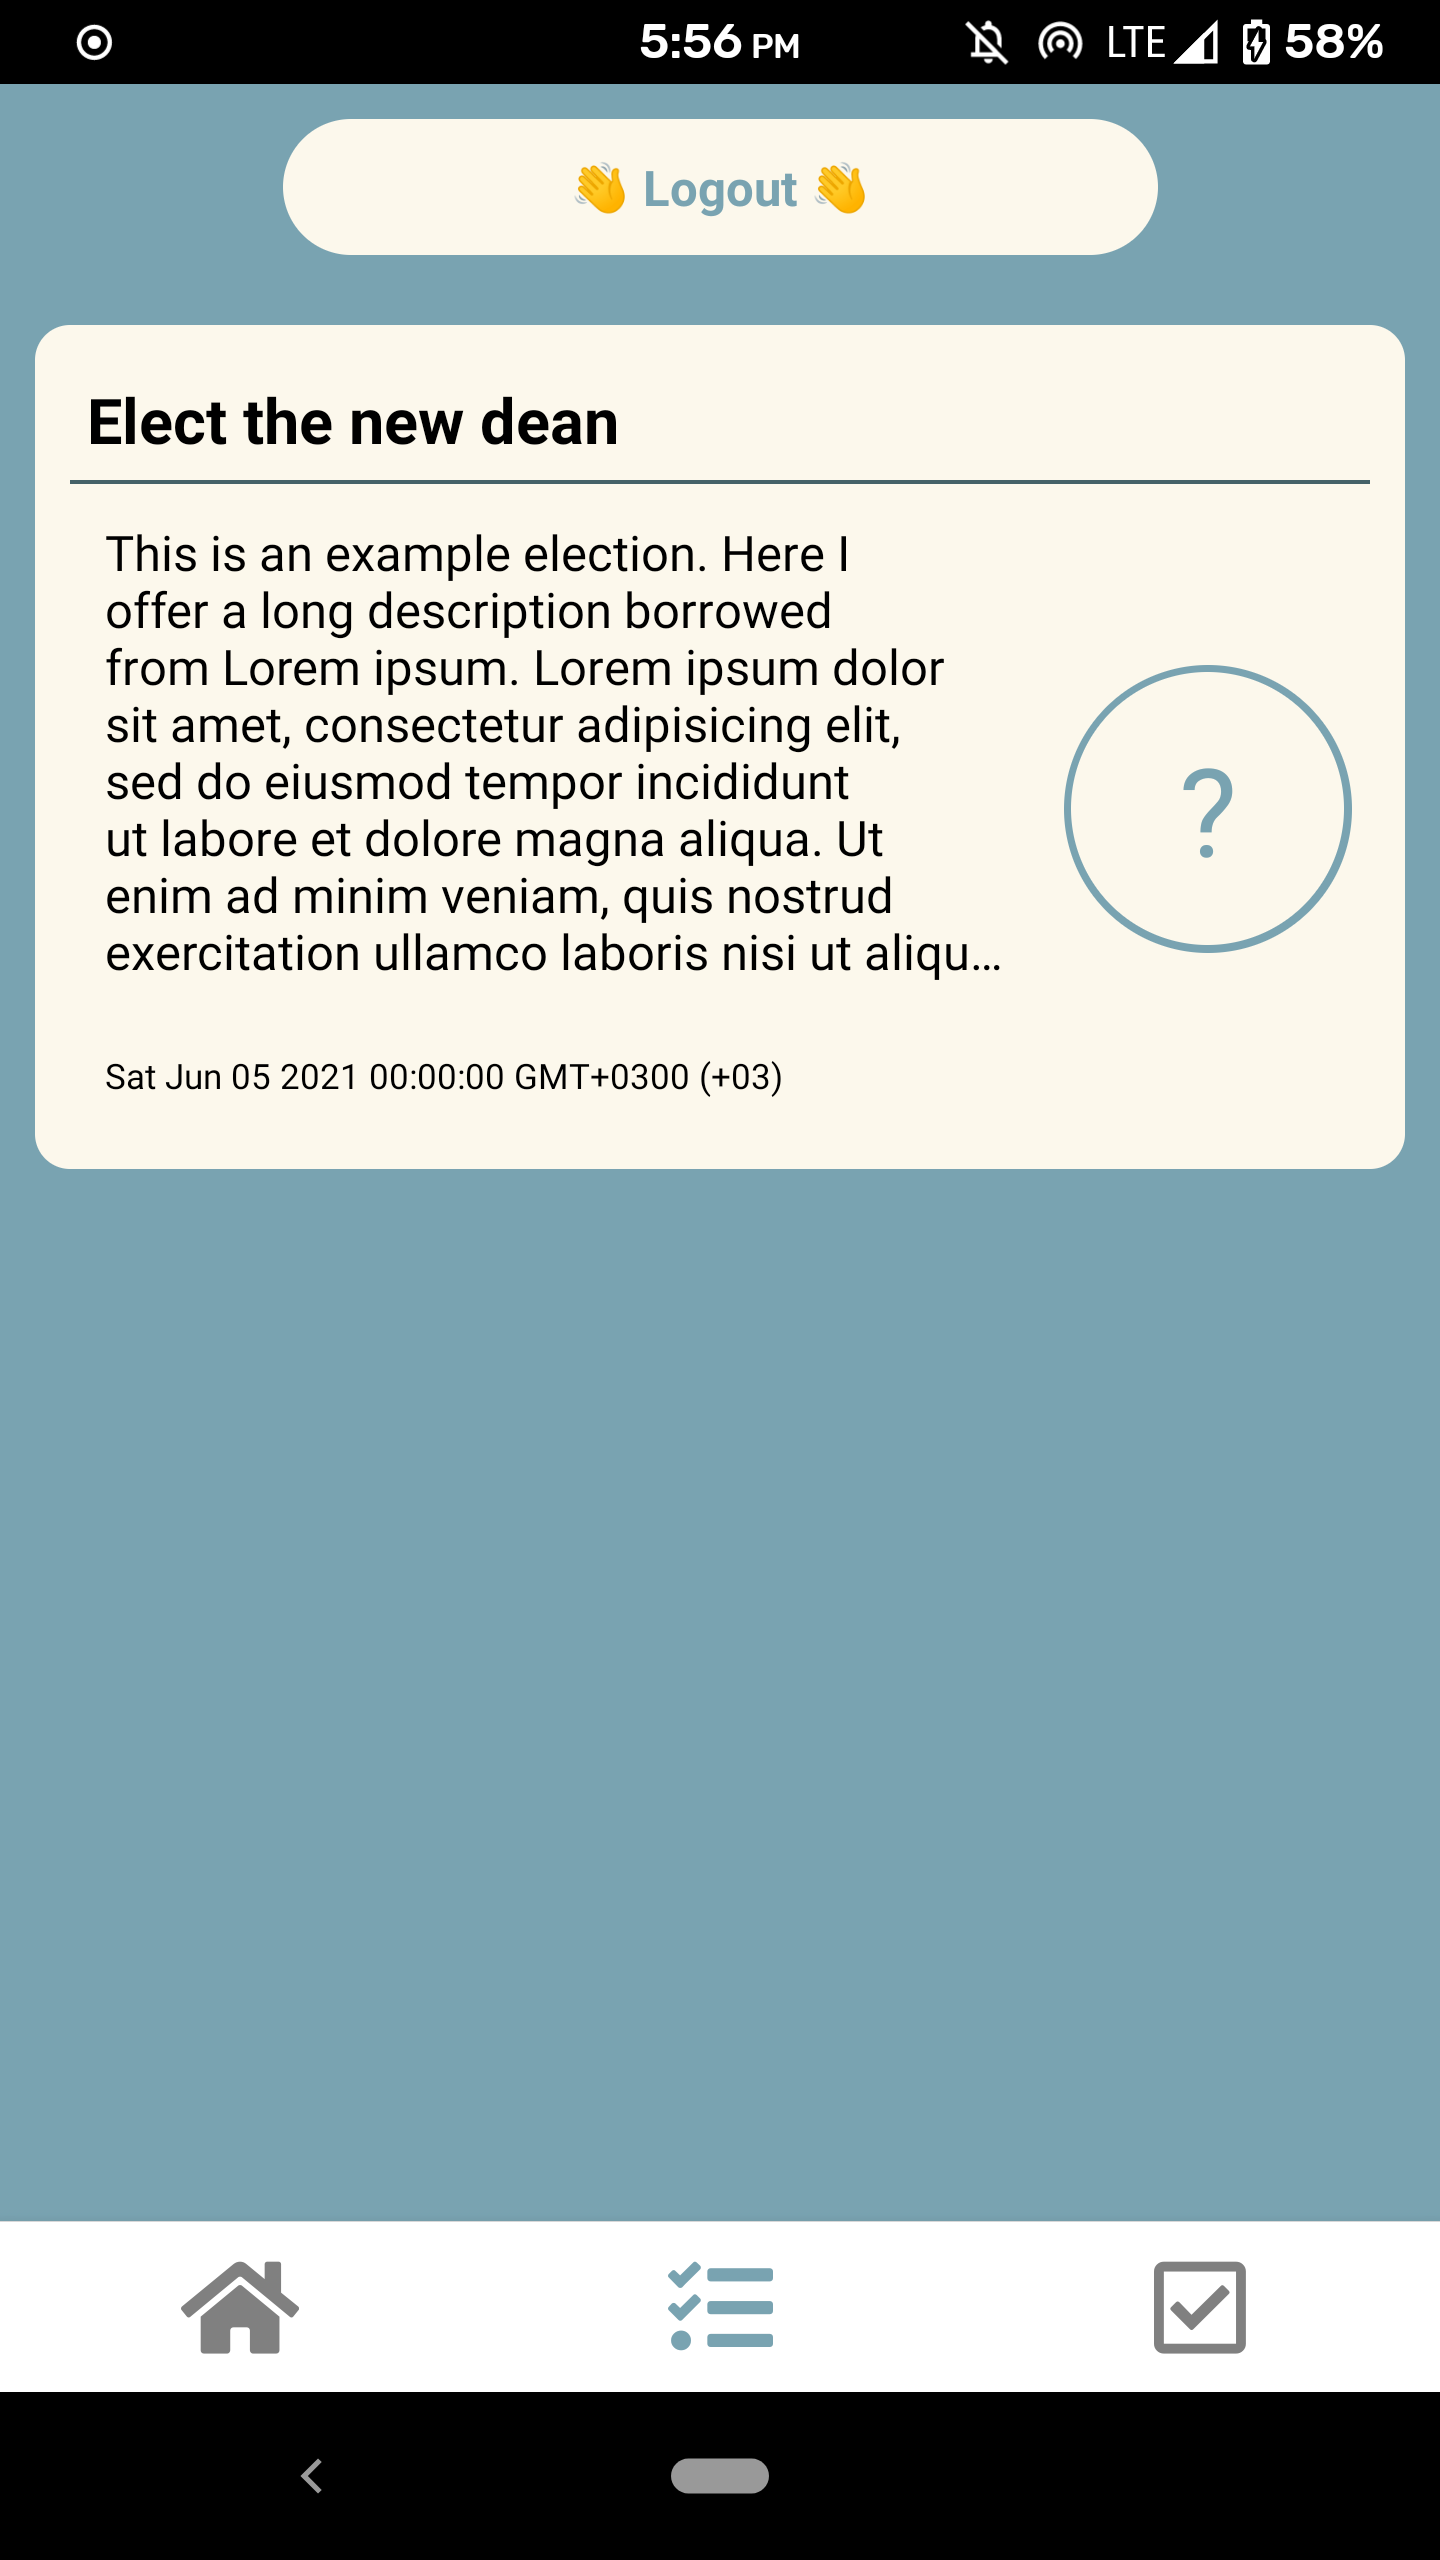 5:56 PM LTE 58%
👋 Logout 👋
Elect the new dean
This is an example election. Here I
offer a long description borrowed
from Lorem ipsum. Lorem ipsum dolor
sit amet, consectetur adipisicing elit,
sed do eiusmod tempor incididunt
ut labore et dolore magna aliqua. Ut
enim ad minim veniam, quis nostrud
exercitation ullamco laboris nisi ut aliqu…
?
Sat Jun 05 2021 00:00:00 GMT+0300 (+03)